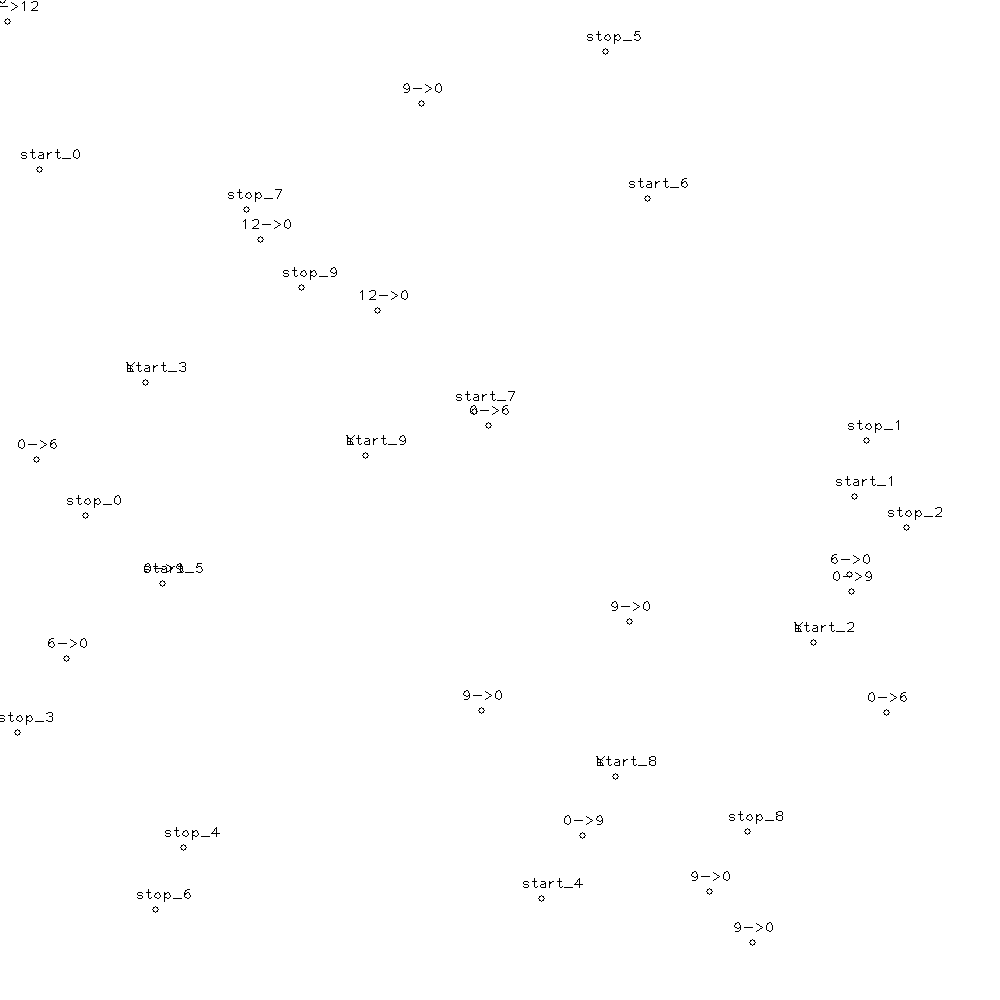 ->12
stop_5
9->0
start_0
start_6
stop_7
12->0
stop_9
12->0
start_3
start_7
0->6
stop_1
start_9
0->6
start_1
stop_0
stop_2
6->0
start_5
0->9
9->0
start_2
6->0
9->0
0->6
stop_3
start_8
stop_8
0->9
stop_4
9->0
start_4
stop_6
9->0